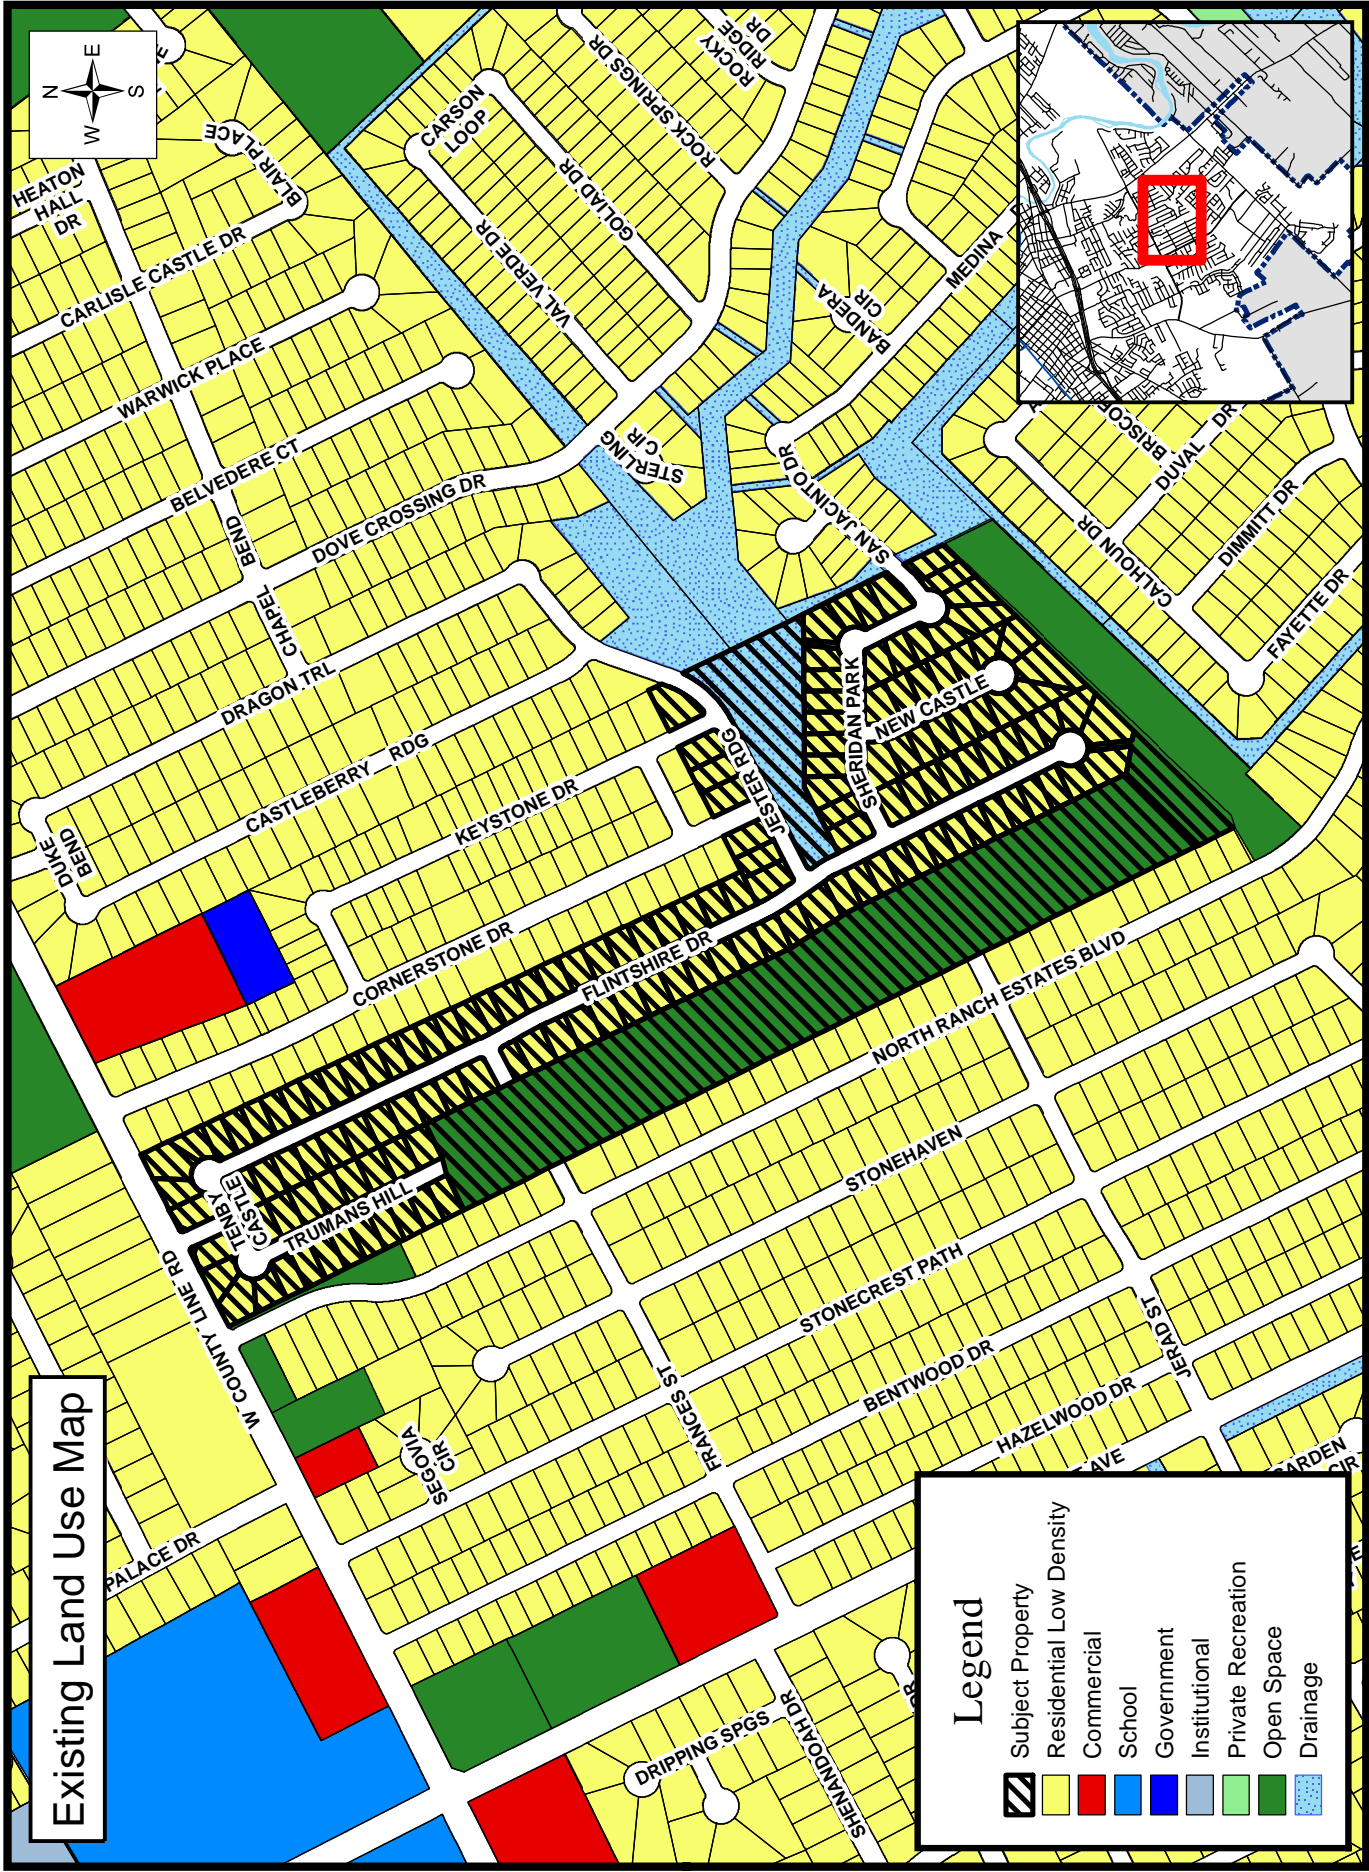 Existing Land Use Map
N
W
E
S
HEATON
HALL
DR
BLAIR PLACE
CARLISLE CASTLE DR
WARWICK PLACE
BELVEDERE CT
CHAPEL
BEND
DOVE CROSSING DR
DRAGON TRL
CASTLEBERRY RDG
KEYSTONE DR
DUKE
BEND
CORNERSTONE DR
FLINTSHIRE DR
JESTER RDG
TENBY
CASTLE
TRUMANS HILL
SHERIDAN PARK
NEW CASTLE
SAN JACINTO DR
STERLING
CIR
VAL VERDE DR
GOLIAD DR
CARSON
LOOP
ROCK SPRINGS DR
ROCKY
RIDGE
DR
BANDERA
CIR
MEDINA
BRISCOE
DUVAL DR
DIMMITT DR
CALHOUN DR
FAYETTE DR
W COUNTY LINE RD
PALACE DR
SEGOVIA
CIR
NORTH RANCH ESTATES BLVD
STONEHAVEN
STONECREST PATH
FRANCES ST
BENTWOOD DR
HAZELWOOD DR
JERAD ST
AVE
GARDEN
CIR
DRIPPING SPGS
SHENANDOAH DR
DR
Legend
Subject Property
Residential Low Density
Commercial
School
Government
Institutional
Private Recreation
Open Space
Drainage